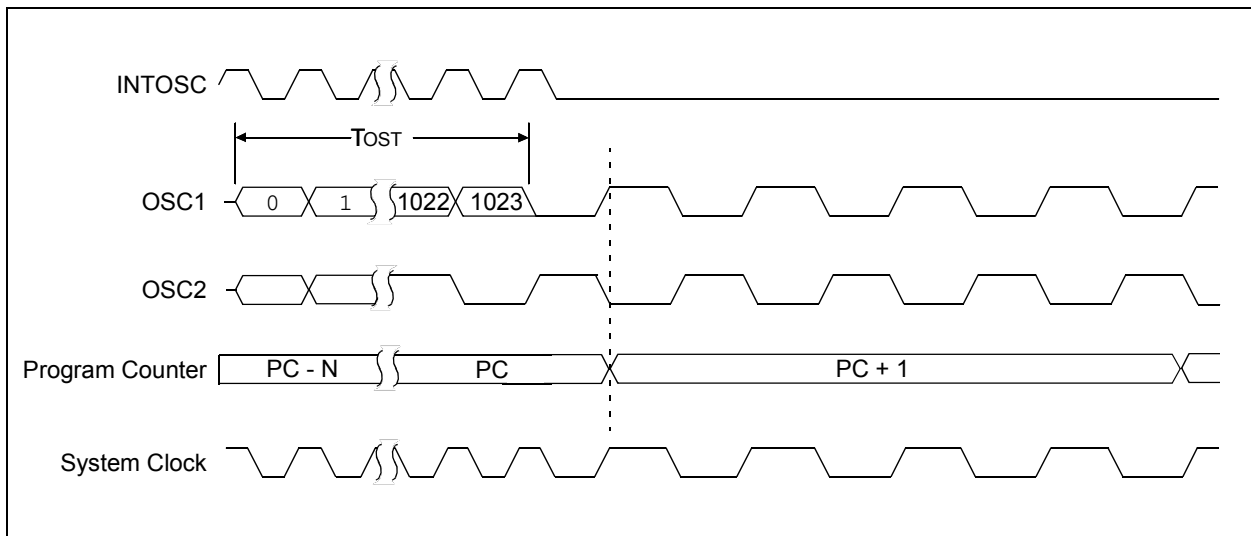 INTOSC
TOST
OSC1 0 1 1022 1023
OSC2
Program Counter PC - N PC PC + 1
System Clock